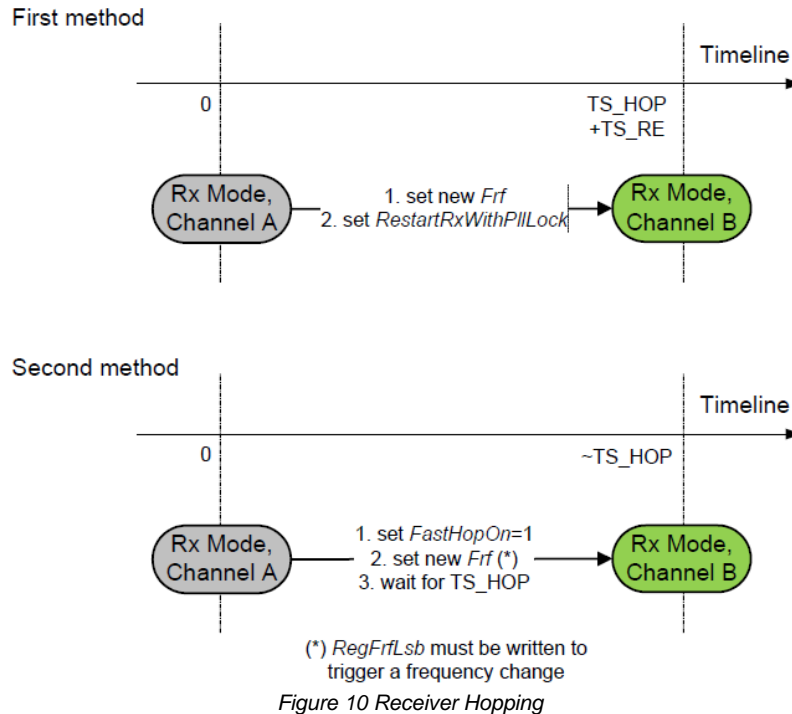 First method
Timeline
0
TS_HOP
+TS_RE
Rx Mode,
Channel A
1. set new Frf
2. set RestartRxWithPllLock
Rx Mode,
Channel B
Second method
Timeline
0
~TS_HOP
Rx Mode,
Channel A
1. set FastHopOn=1
2. set new Frf (*)
3. wait for TS_HOP
Rx Mode,
Channel B
(*) RegFrfLsb must be written to
trigger a frequency change
Figure 10 Receiver Hopping